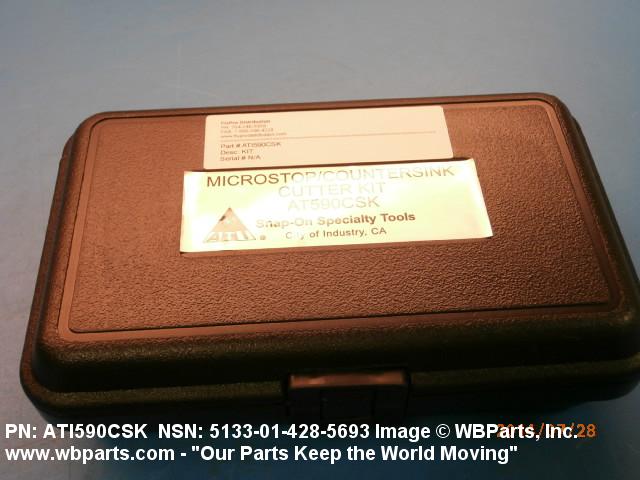 Part # ATI590CSK
Desc: KIT
Serial # N/A
MICROSTOP/COUNTERSINK
CUTTER KIT
AT590CSK
ATI ®
Snap-On Specialty Tools
City of Industry, CA
PN: ATI590CSK NSN: 5133-01-428-5693 Image © WBParts, Inc.
www.wbparts.com - "Our Parts Keep the World Moving"